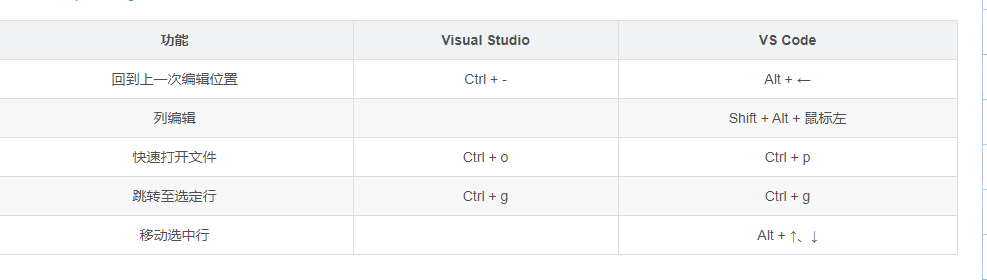 功能 Visual Studio VS Code
回到上一次编辑位置 Ctrl + - Alt + ←
列编辑 Shift + Alt + 鼠标左
快速打开文件 Ctrl + o Ctrl + p
跳转至选定行 Ctrl + g Ctrl + g
移动选中行 Alt + ↑、↓